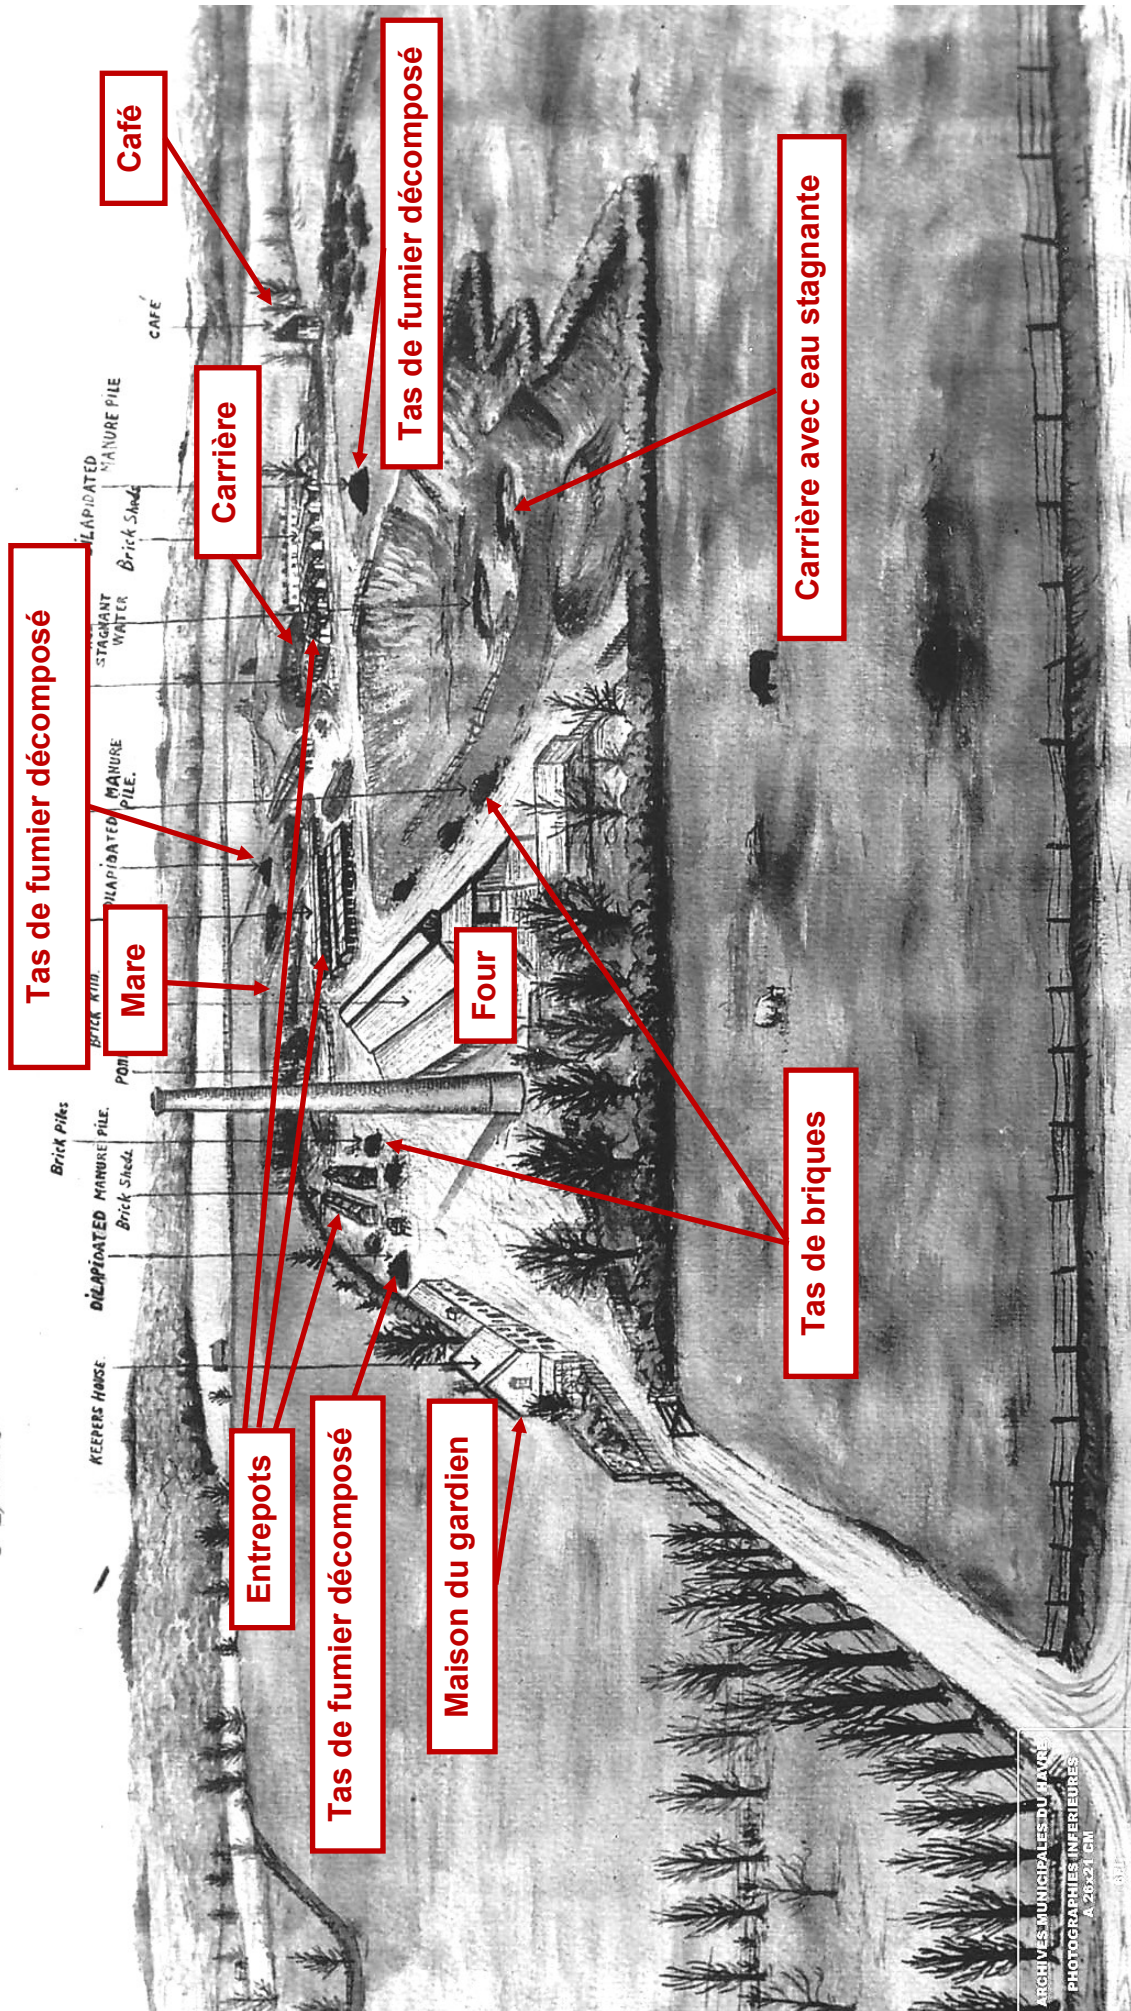 Tas de fumier décomposé
Café
Mare
Carrière
Tas de fumier décomposé
Entrepots
Tas de fumier décomposé
Maison du gardien
Four
Carrière avec eau stagnante
Tas de briques
KEEPERS HOUSE.
DILAPIDATED MANURE PILE.
Brick Sheds
Brick Piles
DILAPIDATED MANURE
PILE.
STAGNANT
WATER
Brick Sheds
MANURE PILE
CAFÉ
ARCHIVES MUNICIPALES DU HAVRE
PHOTOGRAPHIES INFERIEURES
A 26x21 CM